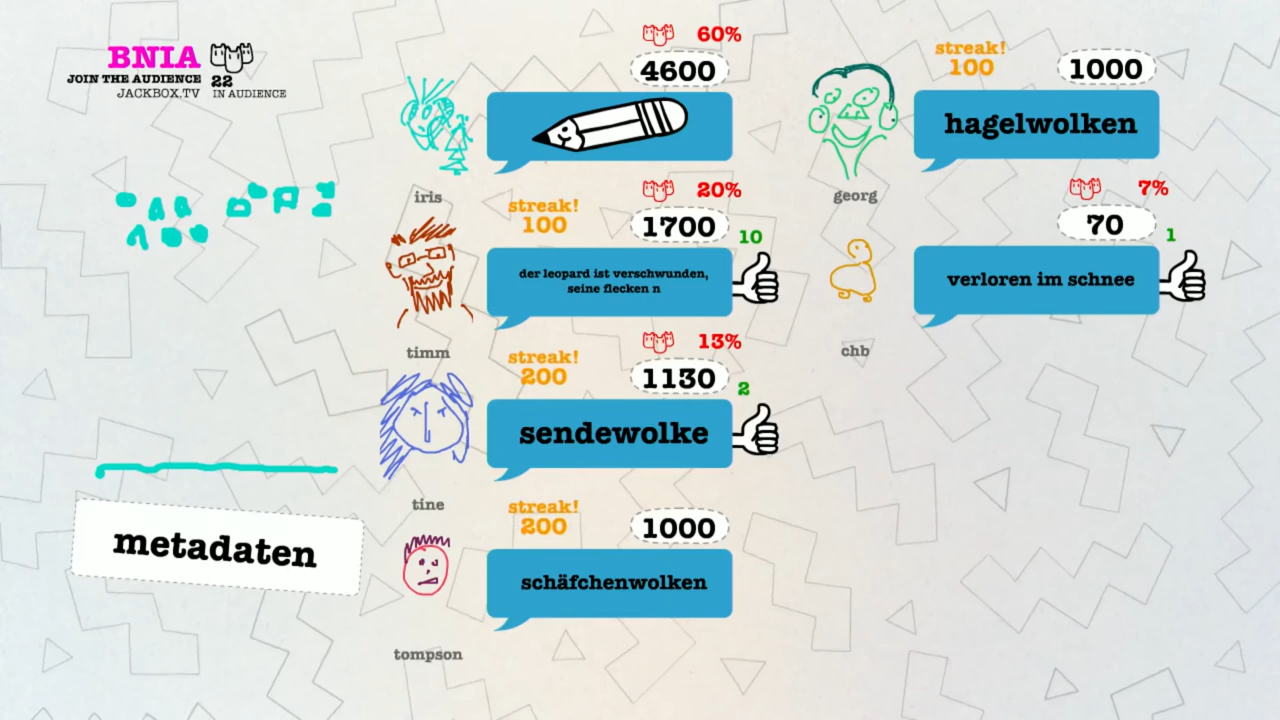 BNIA
JOIN THE AUDIENCE
JACKBOX.TV
22
IN AUDIENCE
metadaten
60%
4600
iris
20%
streak!
100
1700
10
der leopard ist verschwunden,
seine flecken n
timm
13%
streak!
200
1130
2
sendewolke
tine
streak!
200
1000
schäfchenwolken
tompson
streak!
100
1000
hagelwolken
georg
7%
70
1
verloren im schnee
chb